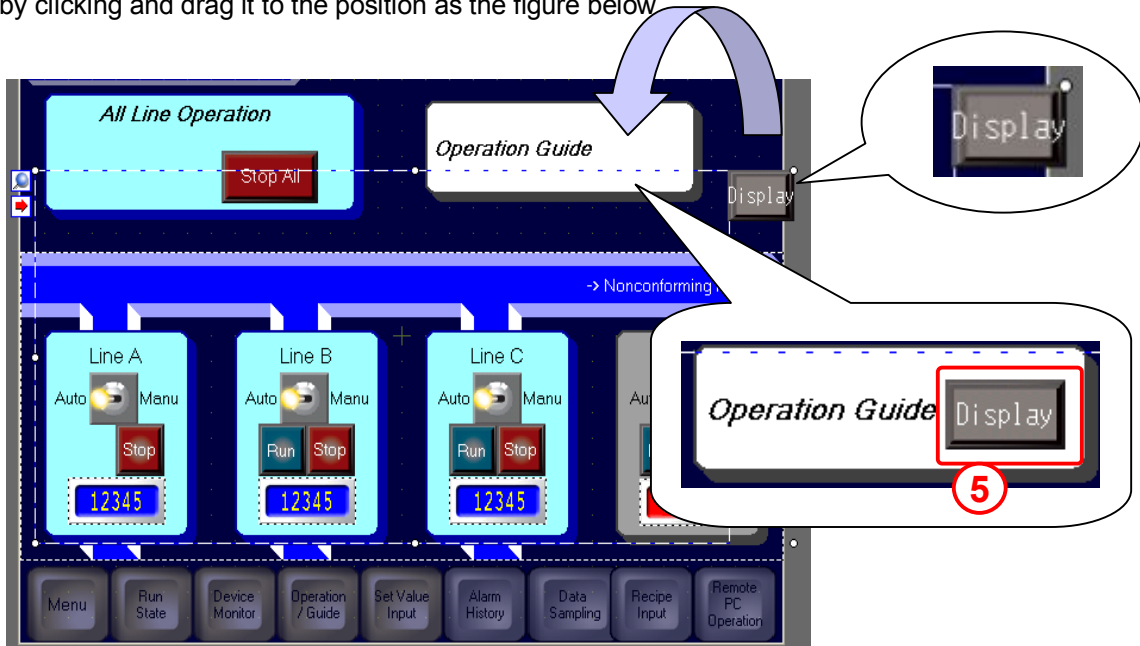 by clicking and drag it to the position as the figure below
All Line Operation
Stop All
Operation Guide
Display
Display
-> Nonconforming
Line A
Auto
Manu
Stop
12345
Line B
Auto
Manu
Run
Stop
12345
Line C
Auto
Manu
Run
Stop
12345
Au
Operation Guide
Display
5
Menu
Run
State
Device
Monitor
Operation
/ Guide
Set Value
Input
Alarm
History
Data
Sampling
Recipe
Input
Remote
PC
Operation